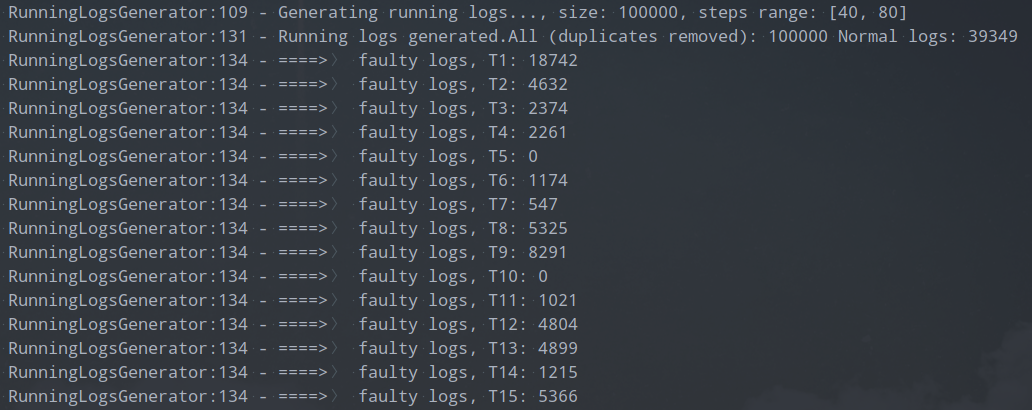 RunningLogsGenerator:109 - Generating running logs..., size: 100000, steps range: [40, 80]
RunningLogsGenerator:131 - Running logs generated.All (duplicates removed): 100000 Normal logs: 39349
RunningLogsGenerator:134 - ====>〉 faulty logs, T1: 18742
RunningLogsGenerator:134 - ====>〉 faulty logs, T2: 4632
RunningLogsGenerator:134 - ====>〉 faulty logs, T3: 2374
RunningLogsGenerator:134 - ====>〉 faulty logs, T4: 2261
RunningLogsGenerator:134 - ====>〉 faulty logs, T5: 0
RunningLogsGenerator:134 - ====>〉 faulty logs, T6: 1174
RunningLogsGenerator:134 - ====>〉 faulty logs, T7: 547
RunningLogsGenerator:134 - ====>〉 faulty logs, T8: 5325
RunningLogsGenerator:134 - ====>〉 faulty logs, T9: 8291
RunningLogsGenerator:134 - ====>〉 faulty logs, T10: 0
RunningLogsGenerator:134 - ====>〉 faulty logs, T11: 1021
RunningLogsGenerator:134 - ====>〉 faulty logs, T12: 4804
RunningLogsGenerator:134 - ====>〉 faulty logs, T13: 4899
RunningLogsGenerator:134 - ====>〉 faulty logs, T14: 1215
RunningLogsGenerator:134 - ====>〉 faulty logs, T15: 5366